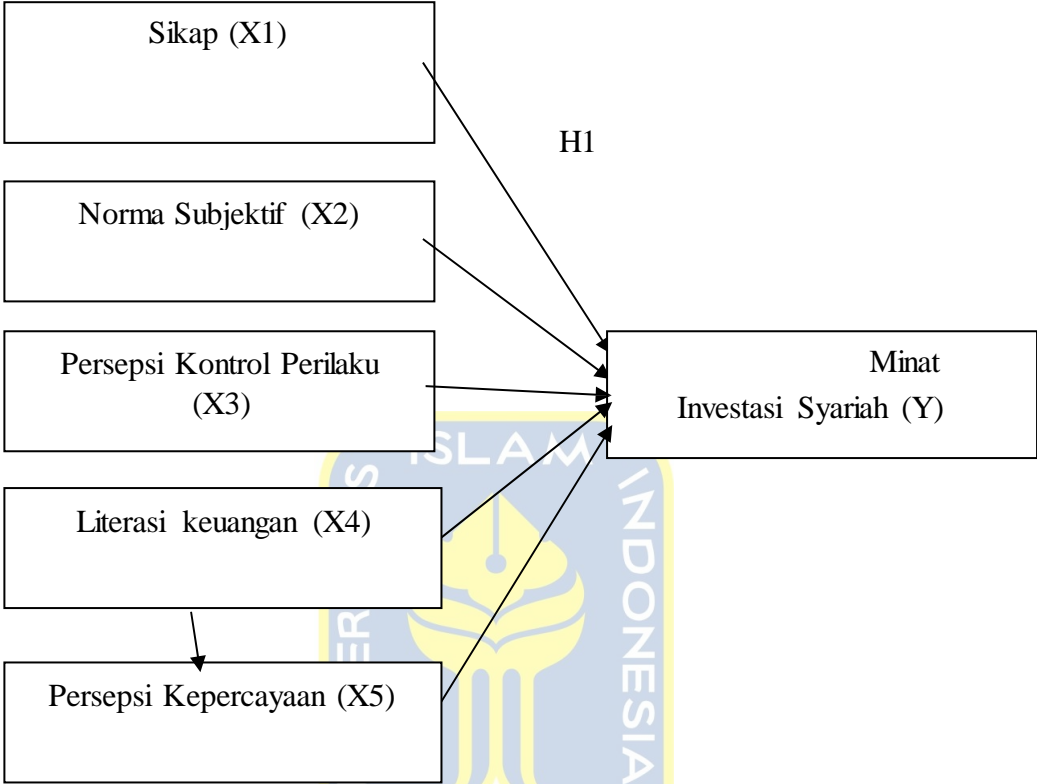 Sikap (X1)
H1
Norma Subjektif (X2)
Persepsi Kontrol Perilaku
(X3)
Minat
Investasi Syariah (Y)
Literasi keuangan (X4)
Persepsi Kepercayaan (X5)
ISLAM
INDONESIA